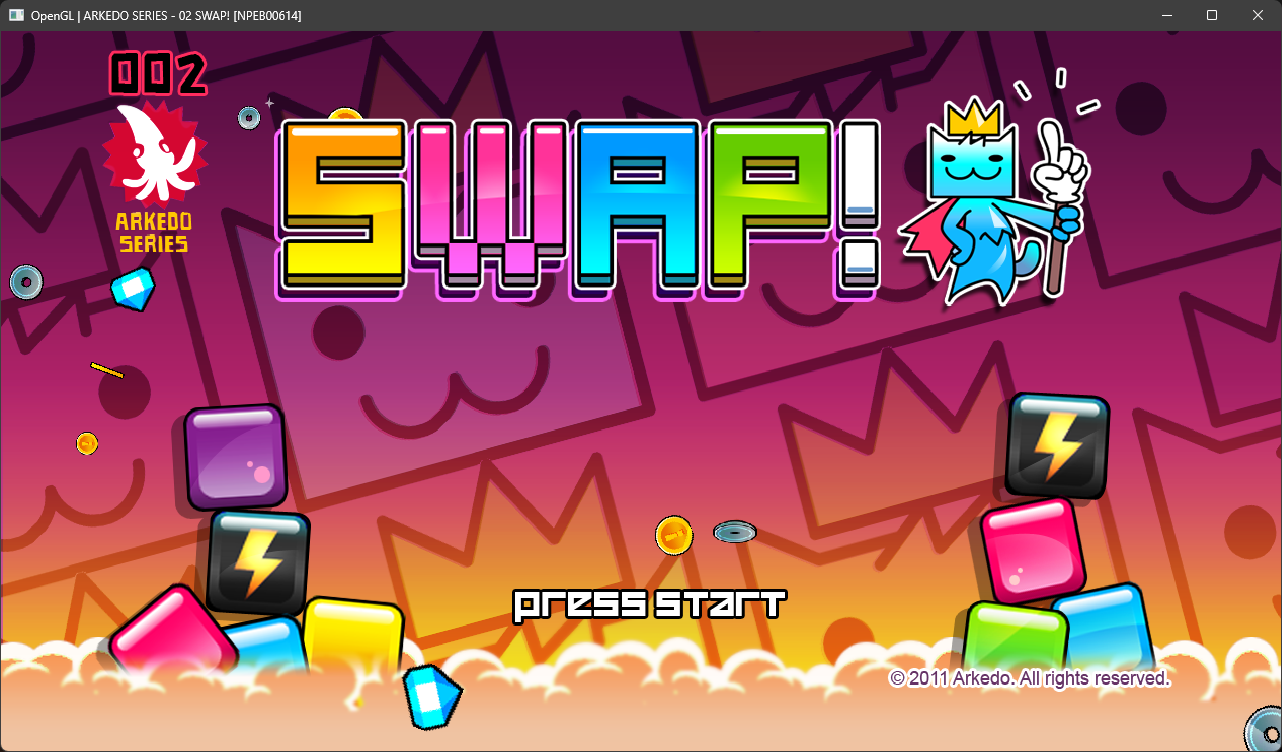 OpenGL | ARKEDO SERIES - 02 SWAP! [NPEB00614]
002
ARKEDO
SERIES
SWAP!
PRESS START
© 2011 Arkedo. All rights reserved.